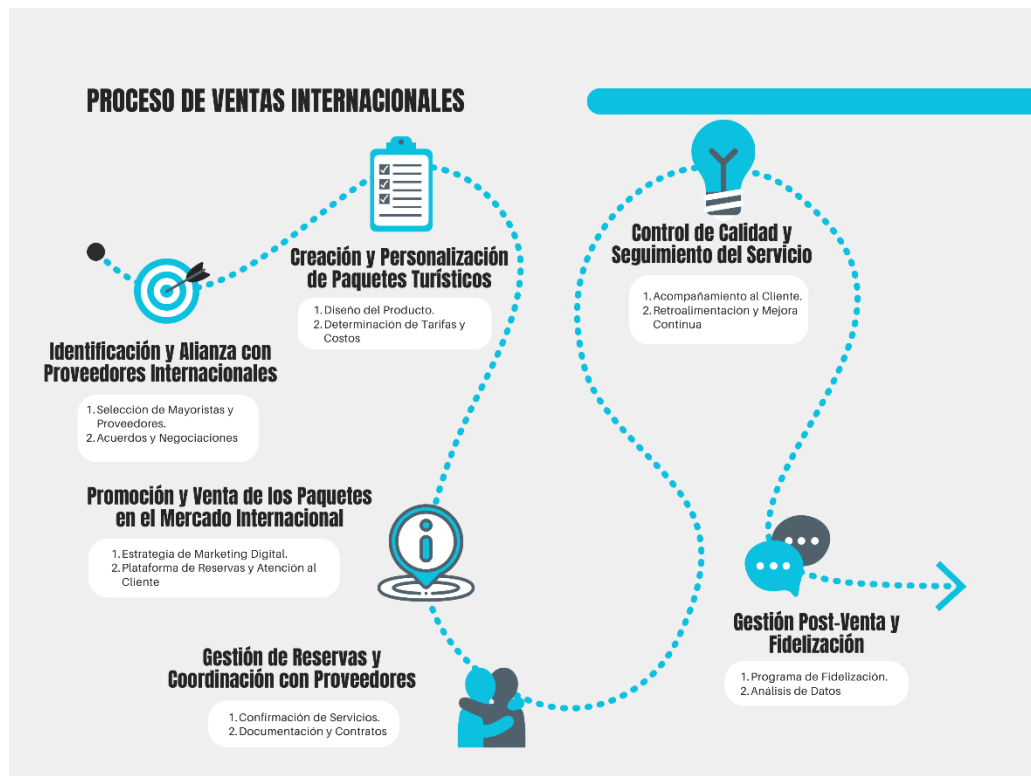 PROCESO DE VENTAS INTERNACIONALES
Identificación y Alianza con
Proveedores Internacionales
1. Selección de Mayoristas y
Proveedores.
2. Acuerdos y Negociaciones
Creación y Personalización
de Paquetes Turísticos
1. Diseño del Producto.
2. Determinación de Tarifas y
Costos
Promoción y Venta de los Paquetes
en el Mercado Internacional
1. Estrategia de Marketing Digital.
2. Plataforma de Reservas y Atención al
Cliente
Gestión de Reservas y
Coordinación con Proveedores
1. Confirmación de Servicios.
2. Documentación y Contratos
Control de Calidad y
Seguimiento del Servicio
1. Acompañamiento al Cliente.
2. Retroalimentación y Mejora
Continua
Gestión Post-Venta y
Fidelización
1. Programa de Fidelización.
2. Análisis de Datos